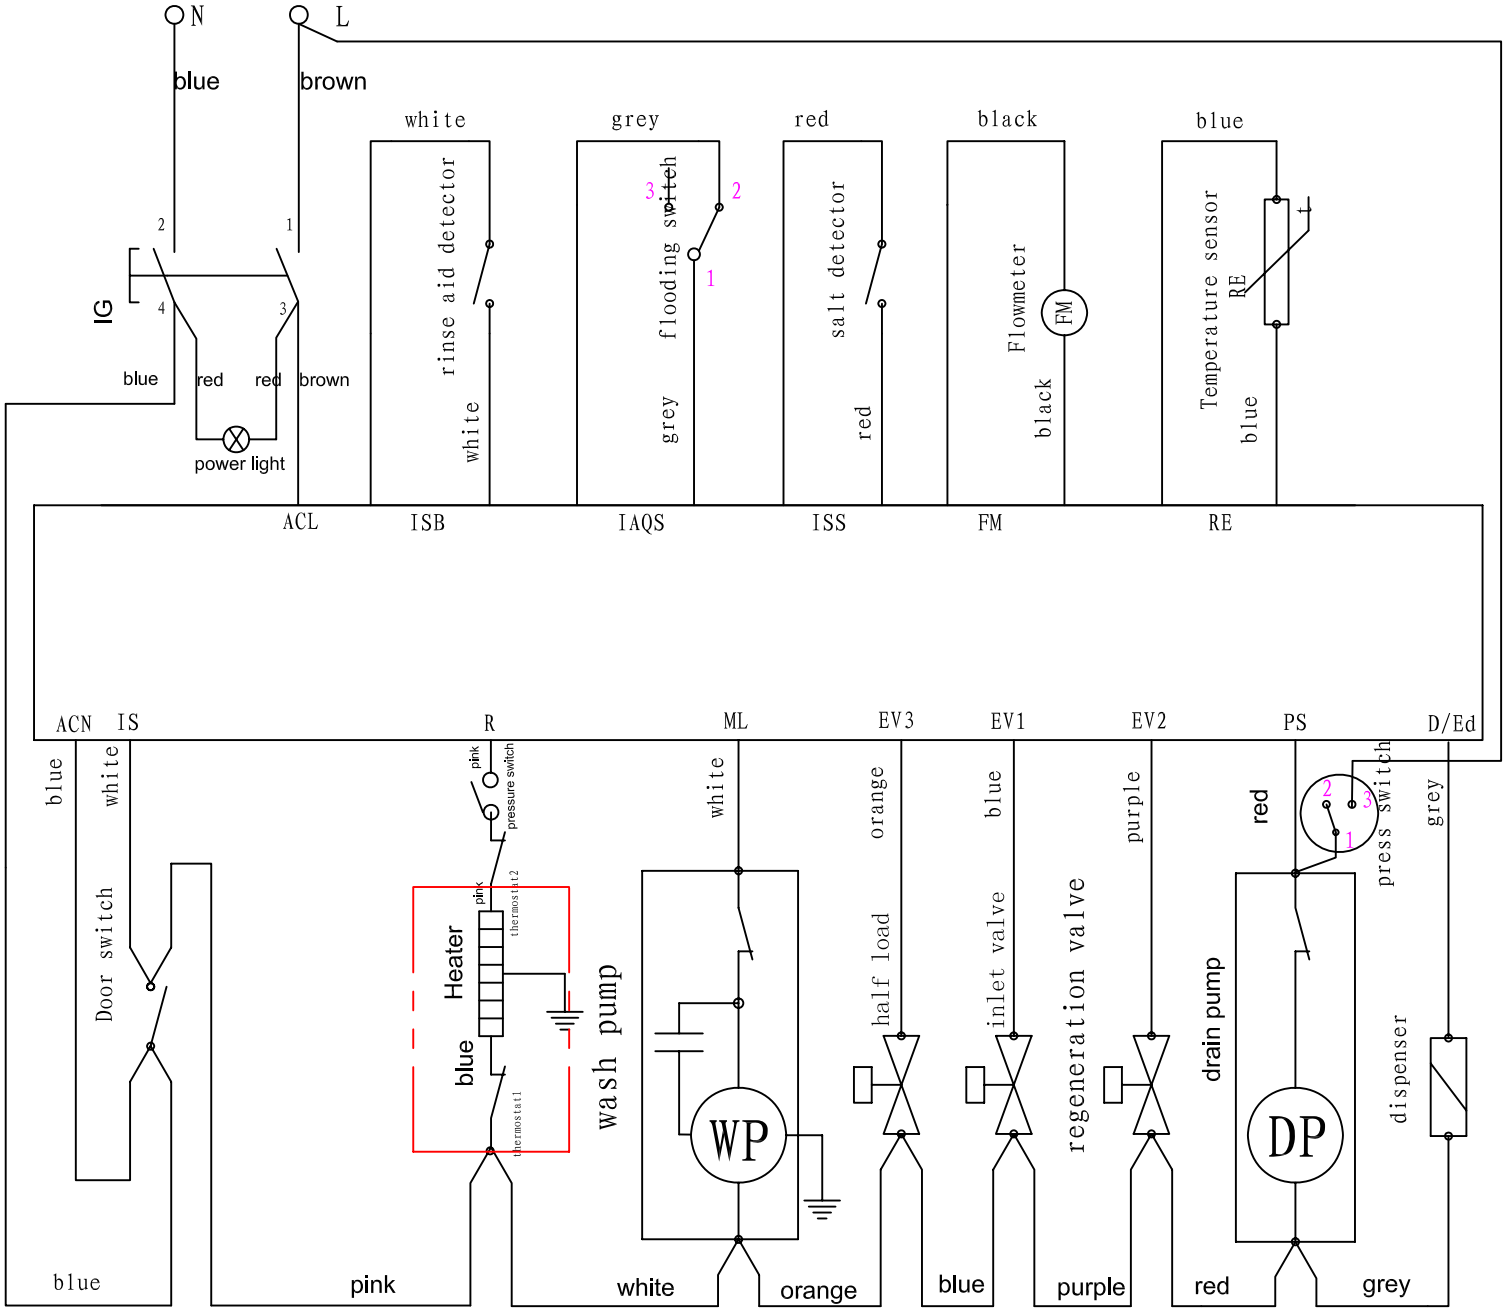 N
L
blue
brown
white
grey
red
black
blue
2
1
4
3
IG
blue
red
red
brown
power light
rinse aid detector
white
3
2
1
flooding switch
grey
salt detector
red
Flowmeter
FM
black
Temperature sensor
RE
t
blue
ACL
ISB
IAQS
ISS
FM
RE
ACN
IS
R
ML
EV3
EV1
EV2
PS
D/Ed
blue
white
Door switch
pink
pressure switch
pink
thermostat2
Heater
blue
thermostat1
white
wash pump
WP
orange
half load
blue
inlet valve
purple
regeneration valve
red
2
3
1
press switch
drain pump
DP
grey
dispenser
blue
pink
white
orange
blue
purple
red
grey